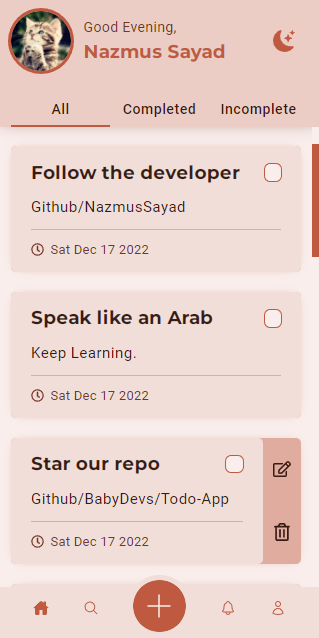 Good Evening,
Nazmus Sayad
All Completed Incomplete
Follow the developer
Github/NazmusSayad
Sat Dec 17 2022
Speak like an Arab
Keep Learning.
Sat Dec 17 2022
Star our repo
Github/BabyDevs/Todo-App
Sat Dec 17 2022